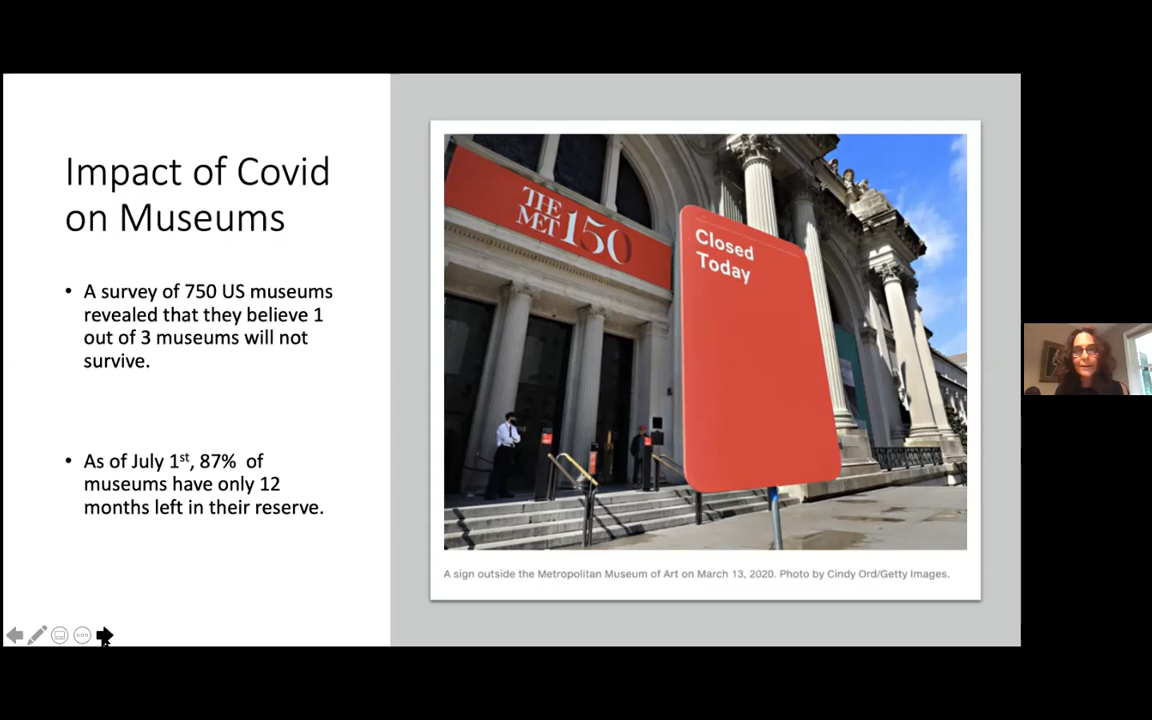 Impact of Covid
on Museums
• A survey of 750 US museums
revealed that they believe 1
out of 3 museums will not
survive.
• As of July 1st, 87%  of
museums have only 12
months left in their reserve.
THE
MET 150
Closed
Today
A sign outside the Metropolitan Museum of Art on March 13, 2020. Photo by Cindy Ord/Getty Images.